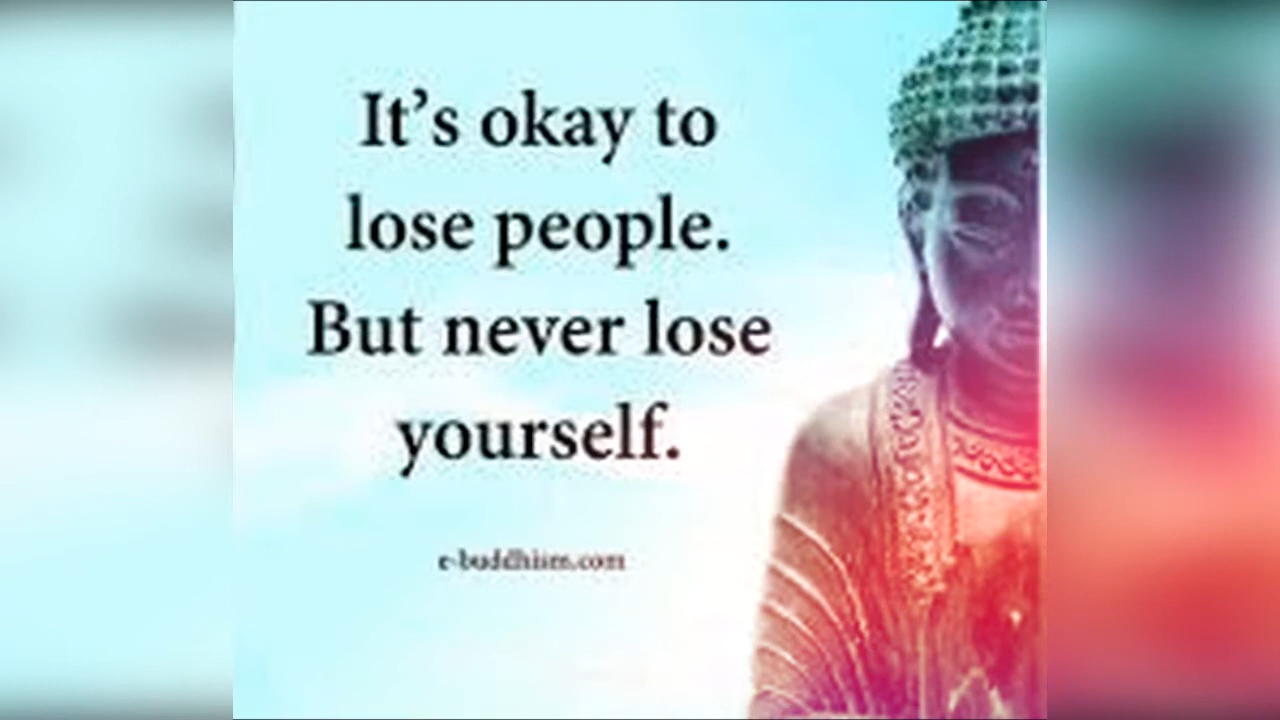 It's okay to
lose people.
But never lose
yourself.
e-buddhism.com